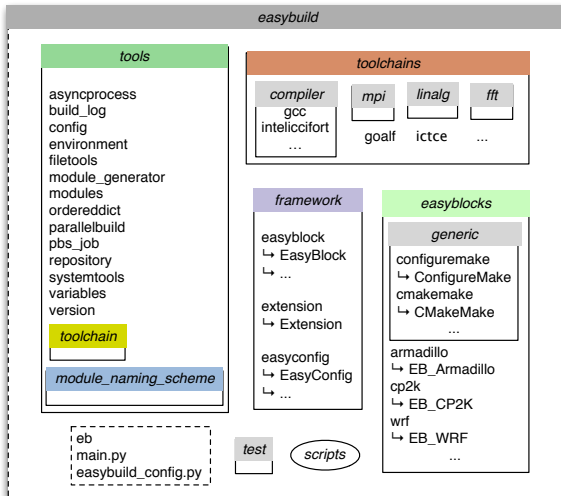 easybuild
tools
asyncprocess
build_log
config
environment
filetools
module_generator
modules
ordereddict
parallelbuild
pbs_job
repository
systemtools
variables
version
toolchain
module_naming_scheme
toolchains
compiler
gcc
inteliccifort
...
mpi
linalg
fft
goalf
ictce
...
framework
easyblock
↳ EasyBlock
↳ ...
extension
↳ Extension
easyconfig
↳ EasyConfig
↳ ...
easyblocks
generic
configuremake
↳ ConfigureMake
cmakemake
↳ CMakeMake
...
armadillo
↳ EB_Armadillo
cp2k
↳ EB_CP2K
wrf
↳ EB_WRF
...
eb
main.py
easybuild_config.py
test
scripts